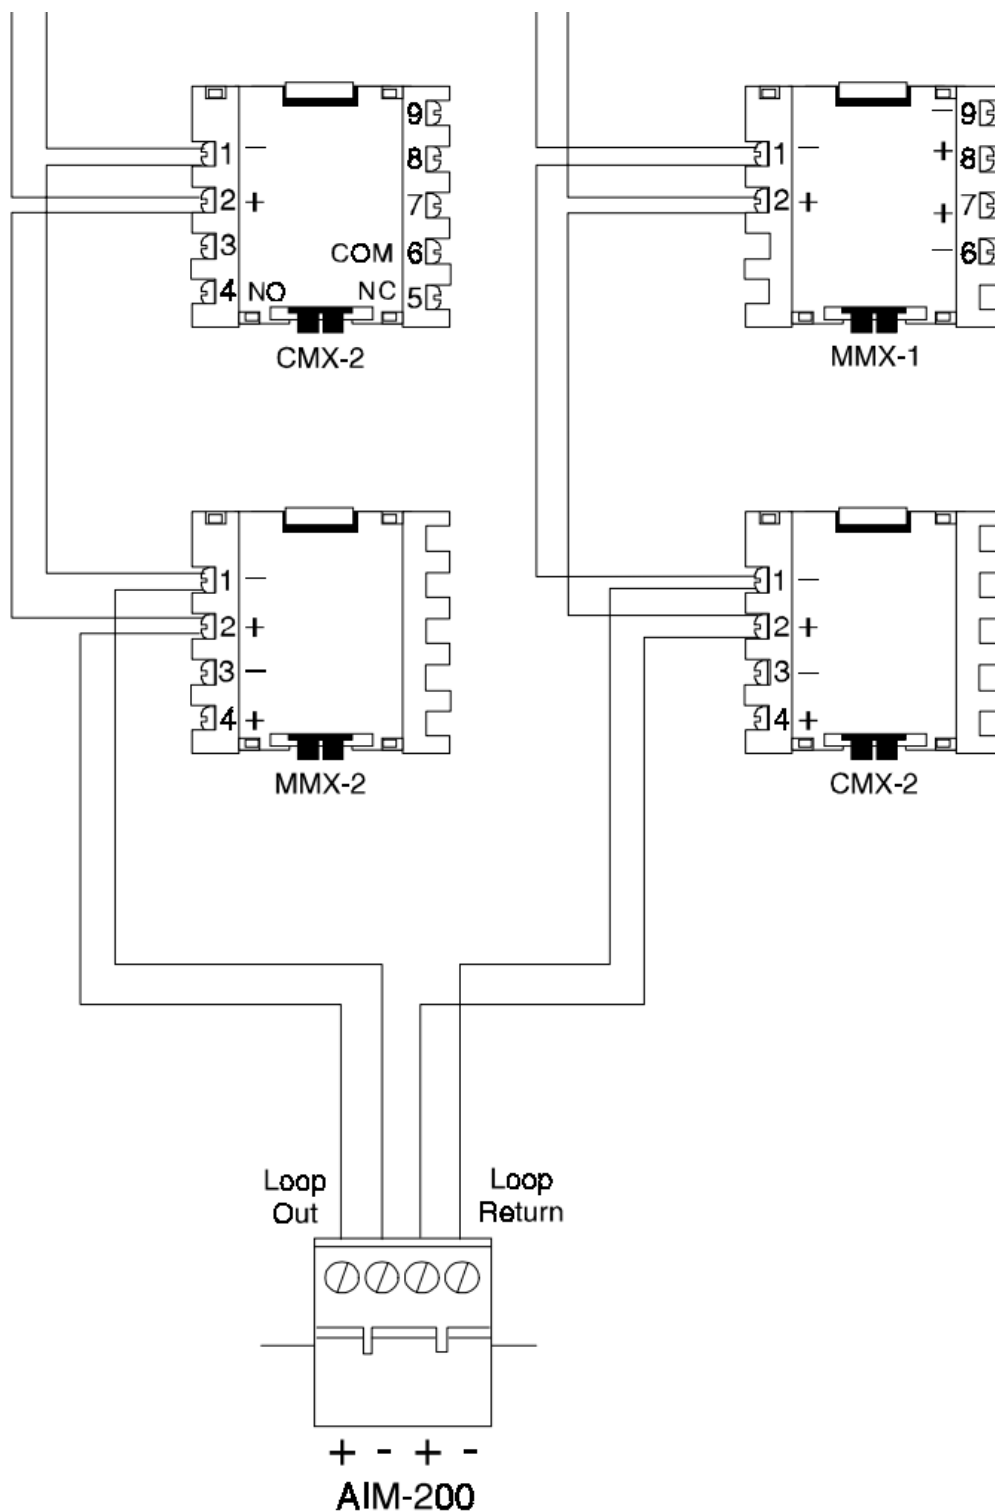 9
1 −
8
2 +
7
3
COM 6
4 NO
NC 5
CMX-2
− 9
1 −
+ 8
2 +
+ 7
− 6
MMX-1
1 −
2 +
3 −
4 +
MMX-2
1 −
2 +
3 −
4 +
CMX-2
Loop
Out
Loop
Return
+ - + -
AIM-200